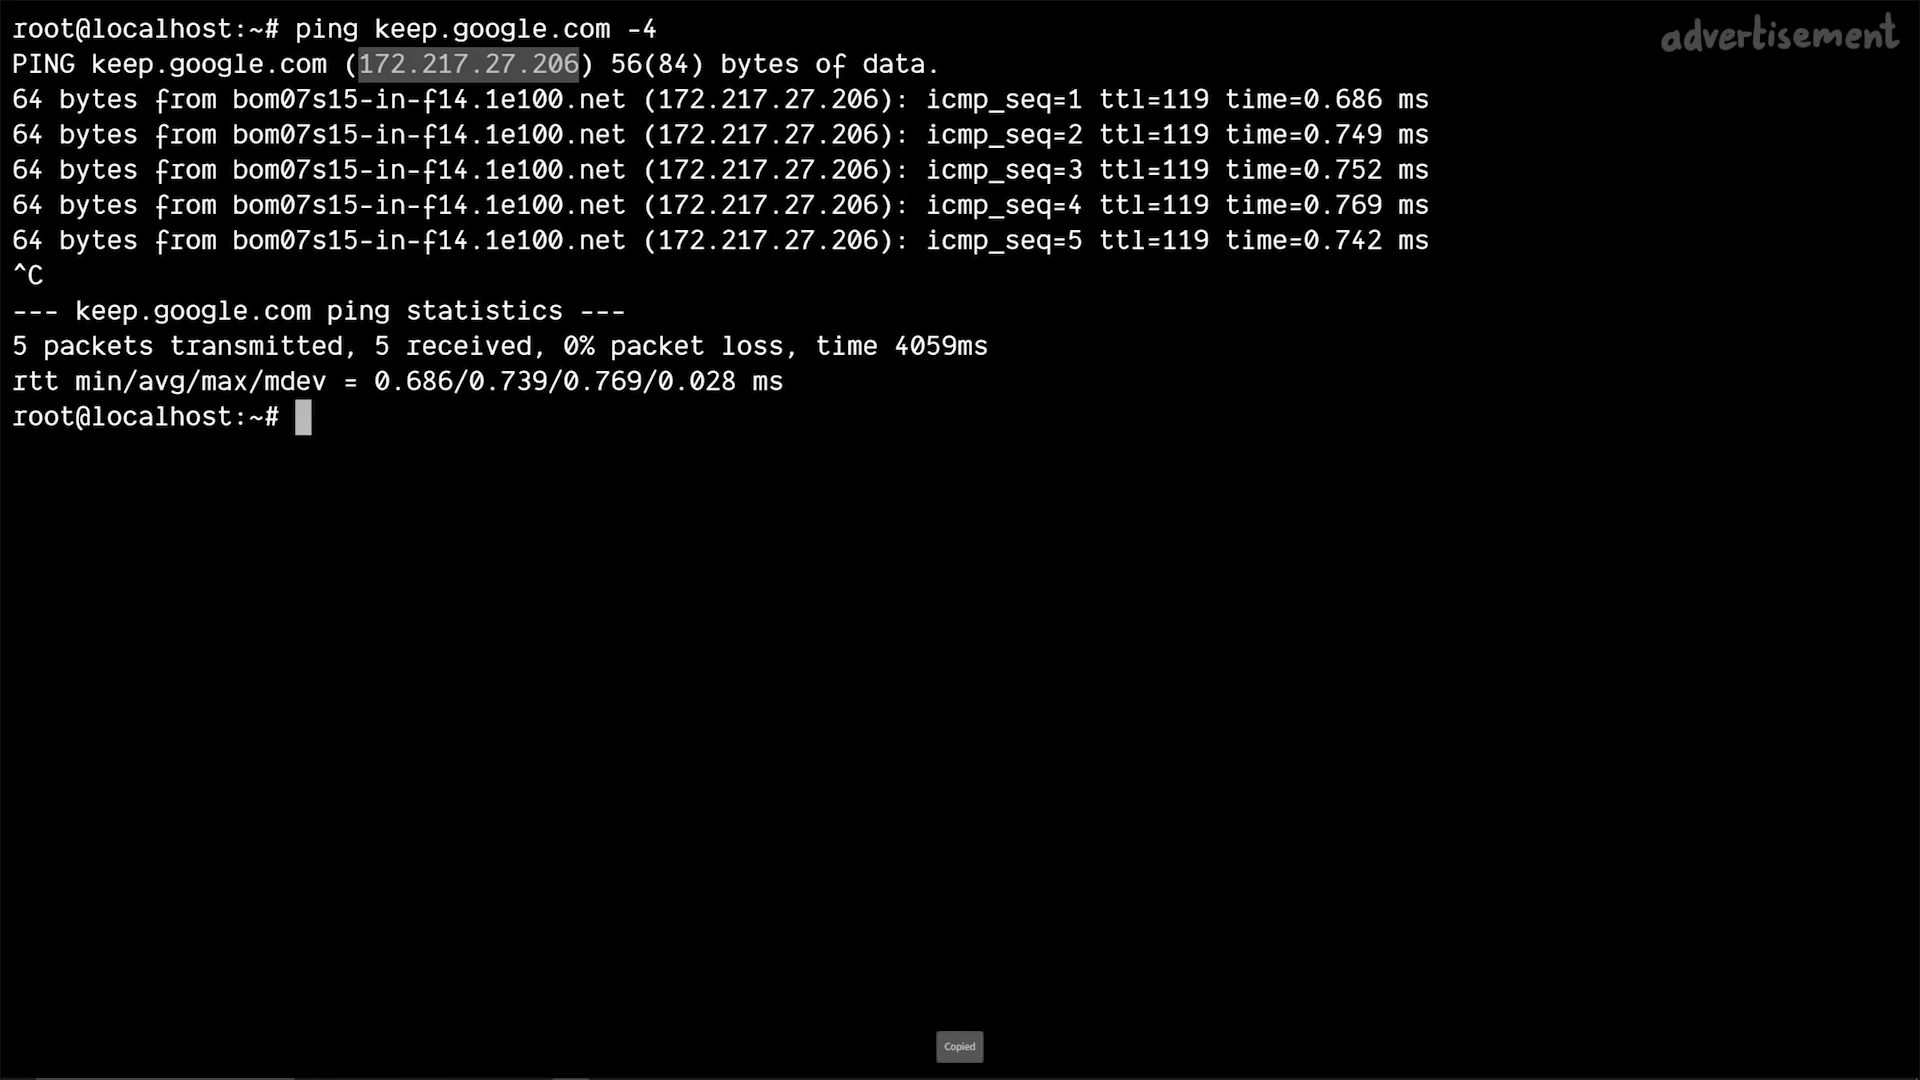 root@localhost:~# ping keep.google.com -4
advertisement
PING keep.google.com (172.217.27.206) 56(84) bytes of data.
64 bytes from bom07s15-in-f14.1e100.net (172.217.27.206): icmp_seq=1 ttl=119 time=0.686 ms
64 bytes from bom07s15-in-f14.1e100.net (172.217.27.206): icmp_seq=2 ttl=119 time=0.749 ms
64 bytes from bom07s15-in-f14.1e100.net (172.217.27.206): icmp_seq=3 ttl=119 time=0.752 ms
64 bytes from bom07s15-in-f14.1e100.net (172.217.27.206): icmp_seq=4 ttl=119 time=0.769 ms
64 bytes from bom07s15-in-f14.1e100.net (172.217.27.206): icmp_seq=5 ttl=119 time=0.742 ms
^C
--- keep.google.com ping statistics ---
5 packets transmitted, 5 received, 0% packet loss, time 4059ms
rtt min/avg/max/mdev = 0.686/0.739/0.769/0.028 ms
root@localhost:~#
Copied